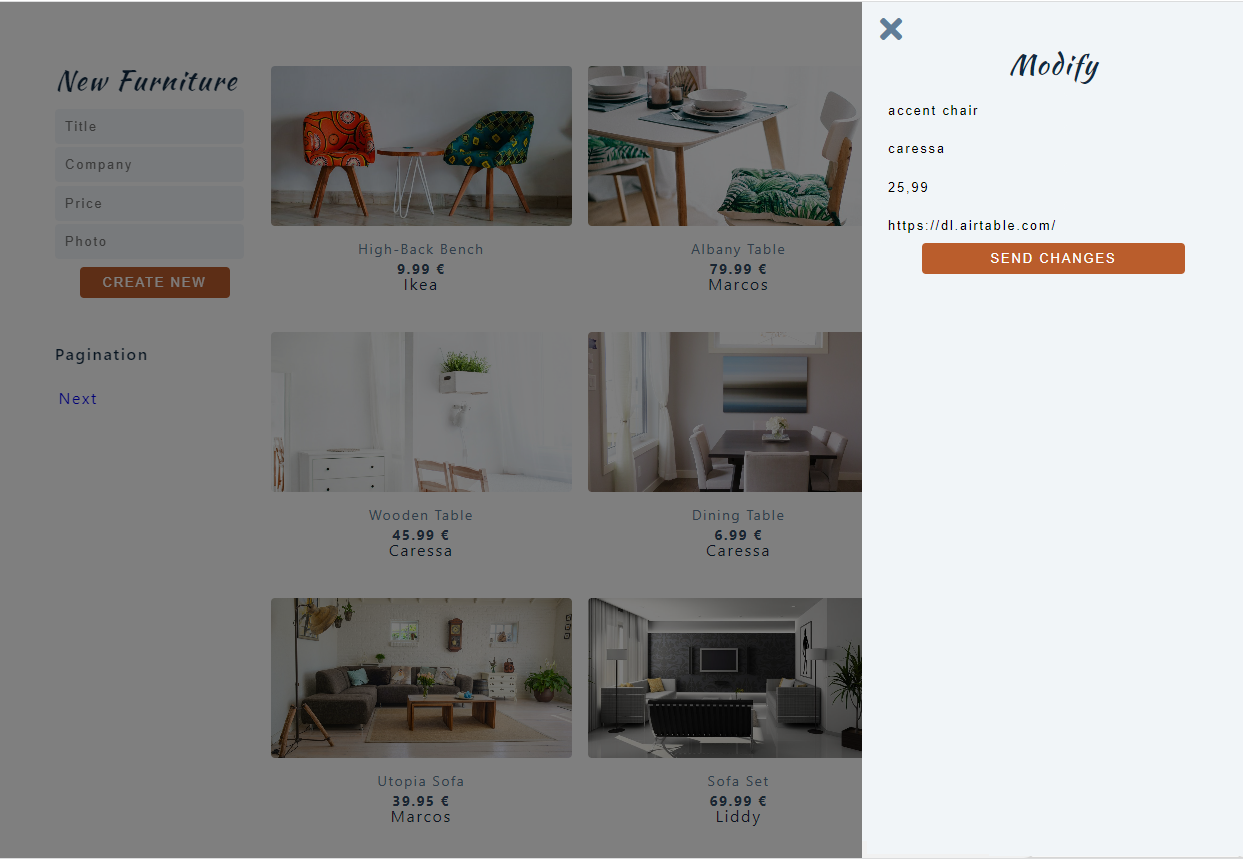 New Furniture
Title
Company
Price
Photo
CREATE NEW
Pagination
Next
High-Back Bench
9.99 €
Ikea
Albany Table
79.99 €
Marcos
Wooden Table
45.99 €
Caressa
Dining Table
6.99 €
Caressa
Utopia Sofa
39.95 €
Marcos
Sofa Set
69.99 €
Liddy
Modify
accent chair
caressa
25,99
https://dl.airtable.com/
SEND CHANGES